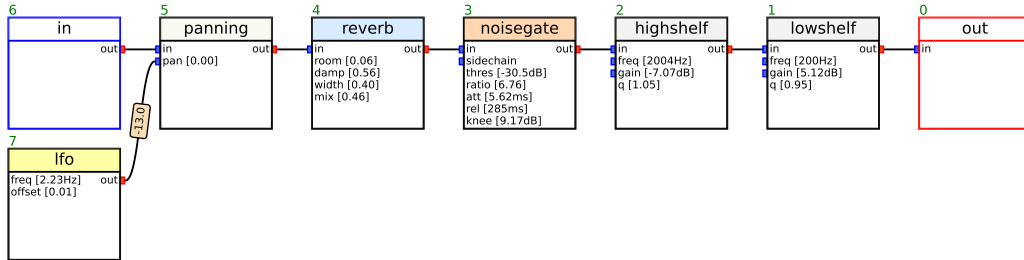 6
in
out
5
panning
in out
pan [0.00]
4
reverb
in out
room [0.06]
damp [0.56]
width [0.40]
mix [0.46]
3
noisegate
in out
sidechain
thres [-30.5dB]
ratio [6.76]
att [5.62ms]
rel [285ms]
knee [9.17dB]
2
highshelf
in out
freq [2004Hz]
gain [-7.07dB]
q [1.05]
1
lowshelf
in out
freq [200Hz]
gain [5.12dB]
q [0.95]
0
out
in
-13.0
7
lfo
freq [2.23Hz] out
offset [0.01]